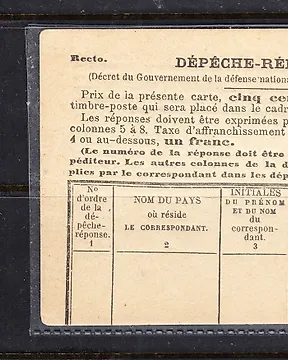 Recto.
DÉPÊCHE-RÉ
(Décret du Gouvernement de la défense nation
Prix de la présente carte, cinq ce
timbre-poste qui sera placé dans le cadr
Les réponses doivent être exprimées p
colonnes 5 à 8. Taxe d'affranchissement
4 ou au-dessous, un franc.
(Le numéro de la réponse doit être
péditeur. Les autres colonnes de la d
plies par le correspondant dans les dép
No
d'ordre
de la
dé-
pêche-
réponse.
1
NOM DU PAYS
où réside
LE CORRESPONDANT.
2
INITIALES
DU PRÉNOM
ET DU NOM
du
correspon-
dant.
3